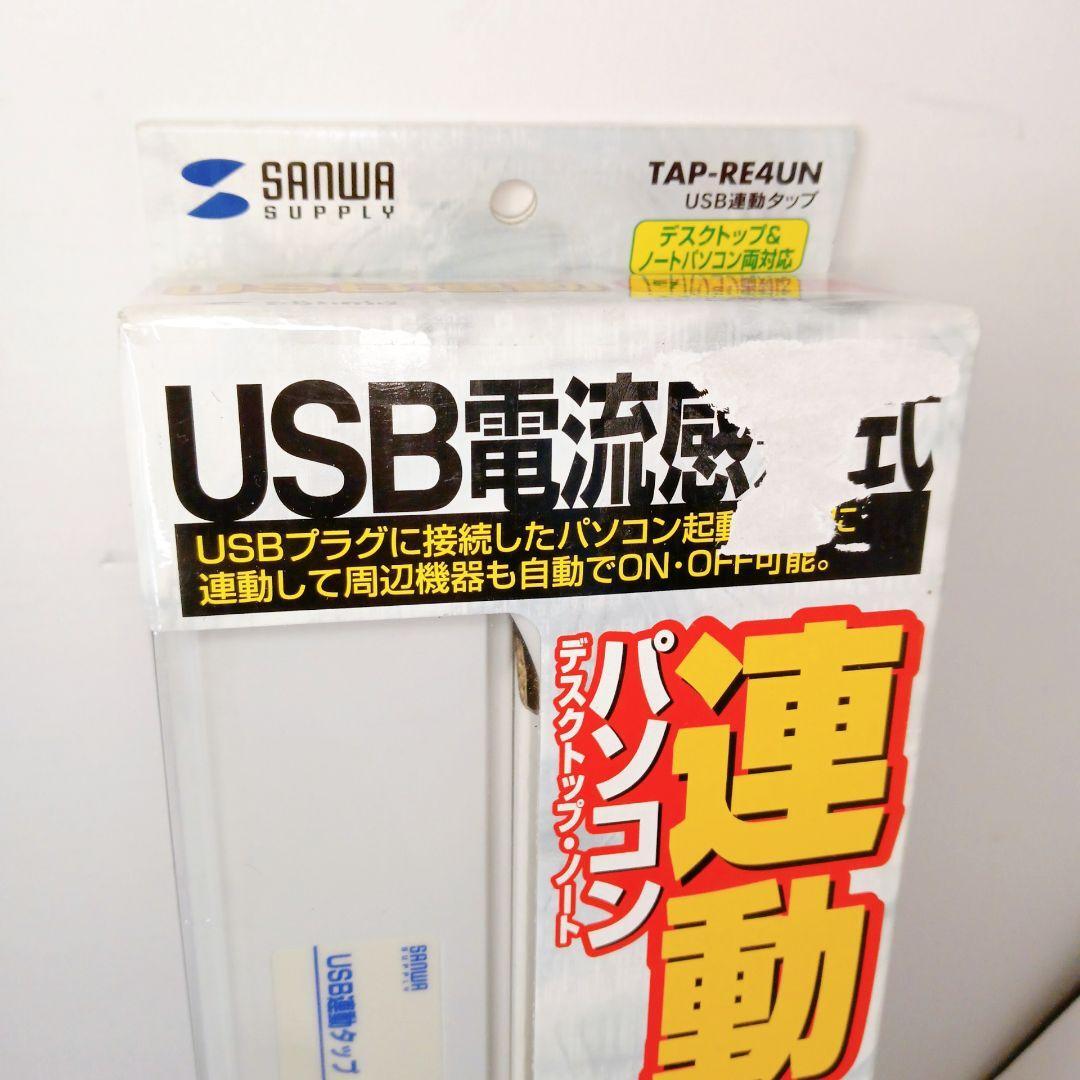 SANWA
SUPPLY
TAP-RE4UN
USB連動タップ
デスクトップ&
ノートパソコン両対応
USB電流感 式
USBプラグに接続したパソコン起動 に
連動して周辺機器も自動でON・OFF可能。
連動
パソコン
デスクトップ・ノート
SANWA
SUPPLY
USB連動タップ